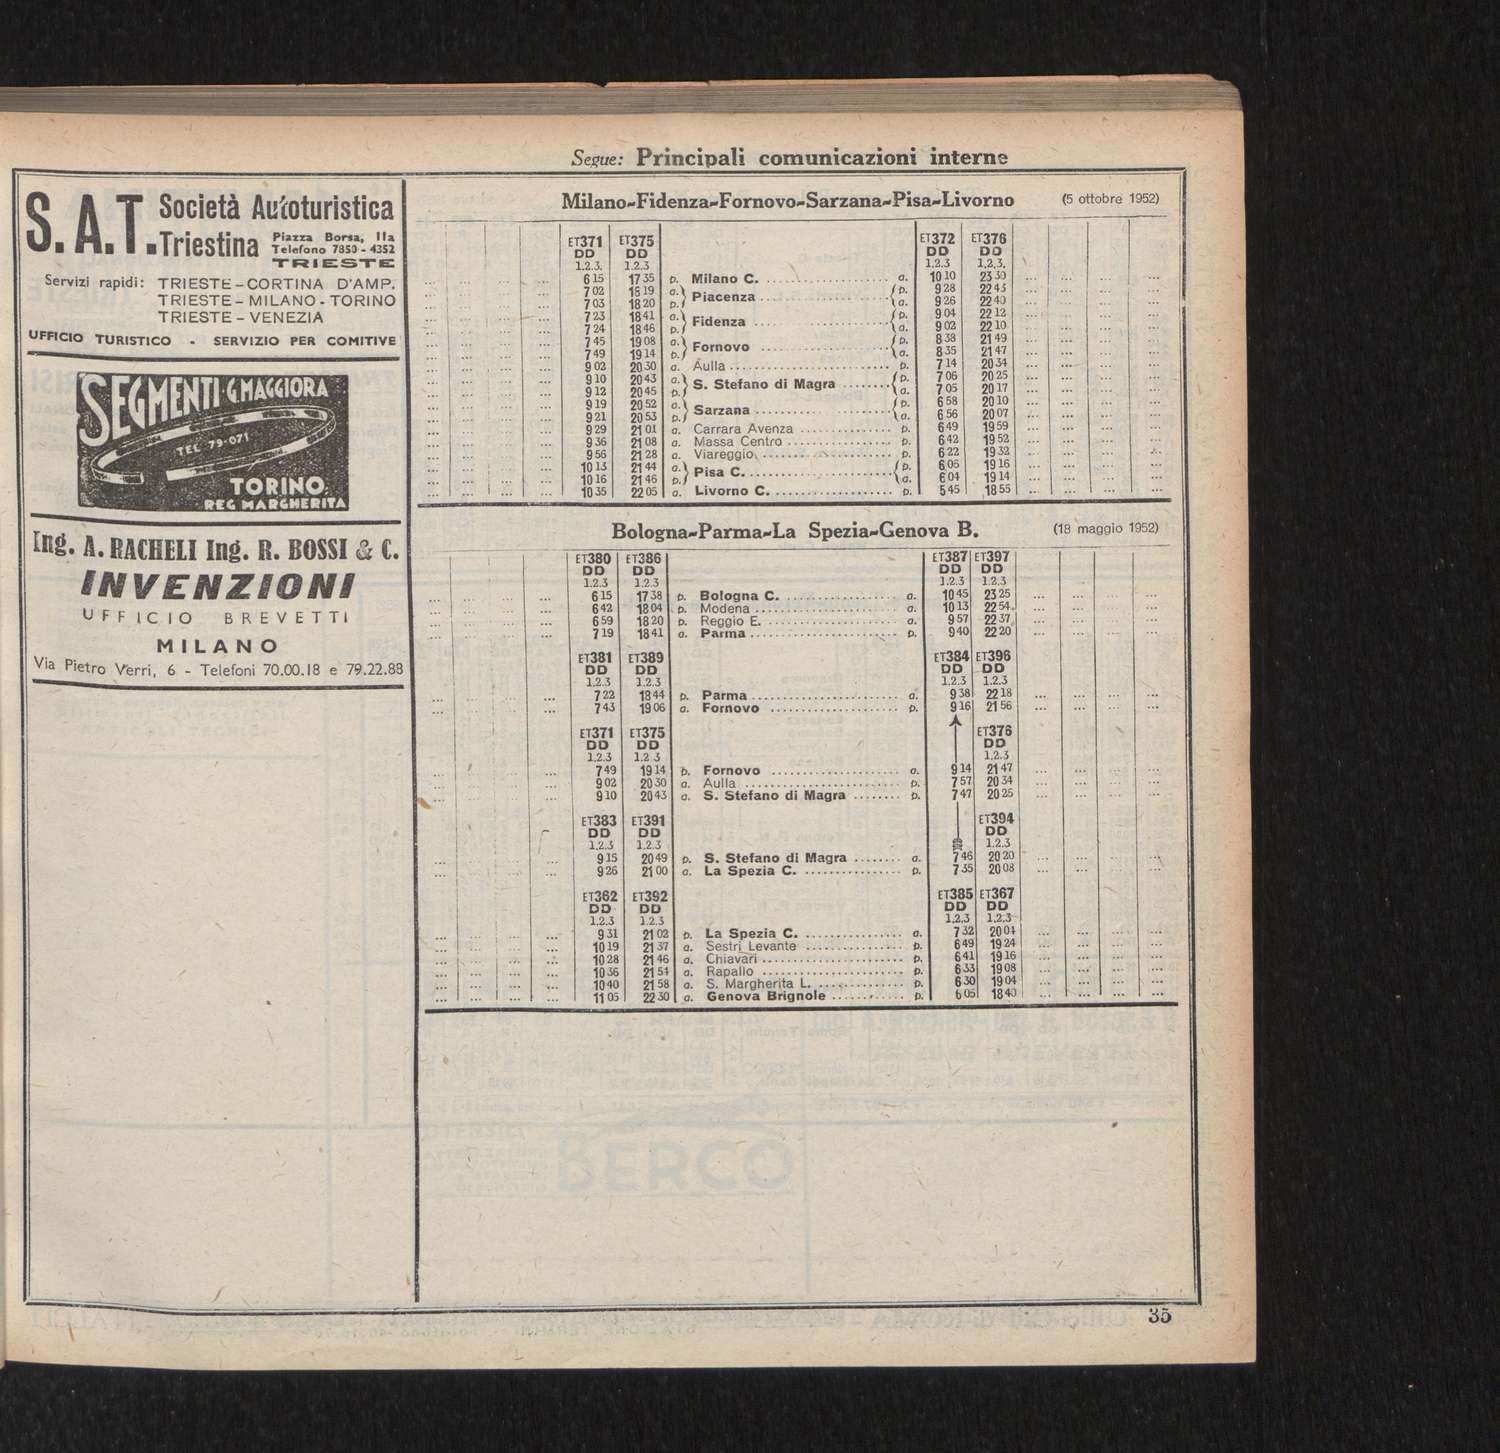 Segue: Principali comunicazioni interne
S.A.T. Società Autoturistica Triestina
Piazza Borsa, 11a
Telefono 7850 - 4352
TRIESTE
Servizi rapidi: TRIESTE - CORTINA D'AMP.
TRIESTE - MILANO - TORINO
TRIESTE - VENEZIA
UFFICIO TURISTICO - SERVIZIO PER COMITIVE
SEGMENTI G MAGGIORA
TEL 79-071
TORINO
REG MARGHERITA
Ing. A. RACHELI Ing. R. BOSSI & C.
INVENZIONI
UFFICIO BREVETTI
MILANO
Via Pietro Verri, 6 - Telefoni 70.00.18 e 79.22.88
Milano-Fidenza-Fornovo-Sarzana-Pisa-Livorno (5 ottobre 1952)
ET371 ET375 ET372 ET376
DD DD DD DD
1.2.3. 1.2.3 1.2.3 1.2.3.
6 15 17 35 p. Milano C. a. 10 10 23 30
7 02 18 19 a. Piacenza p. 9 28 22 43
7 03 18 20 p. a. 9 26 22 40
7 23 18 41 a. Fidenza p. 9 04 22 12
7 24 18 46 p. a. 9 02 22 10
7 45 19 08 a. Fornovo p. 8 38 21 49
7 49 19 14 p. a. 8 35 21 47
9 02 20 30 a. Aulla p. 7 14 20 34
9 10 20 43 a. S. Stefano di Magra p. 7 06 20 25
9 12 20 45 p. a. 7 05 20 17
9 19 20 52 a. Sarzana p. 6 58 20 10
9 21 20 53 p. a. 6 56 20 07
9 29 21 01 a. Carrara Avenza p. 6 49 19 59
9 36 21 08 a. Massa Centro p. 6 42 19 52
9 56 21 28 a. Viareggio p. 6 22 19 32
10 13 21 44 a. Pisa C. p. 6 05 19 16
10 16 21 46 p. a. 6 04 19 14
10 35 22 05 a. Livorno C. p. 5 45 18 55
Bologna-Parma-La Spezia-Genova B. (18 maggio 1952)
ET380 ET386 ET387 ET397
DD DD DD DD
1.2.3 1.2.3 1.2.3 1.2.3
6 15 17 38 p. Bologna C. a. 10 45 23 25
6 42 18 04 p. Modena a. 10 13 22 54
6 59 18 20 p. Reggio E. a. 9 57 22 37
7 19 18 41 a. Parma p. 9 40 22 20
ET381 ET389 ET384 ET396
DD DD DD DD
1.2.3 1.2.3 1.2.3 1.2.3
7 22 18 44 p. Parma a. 9 38 22 18
7 43 19 06 a. Fornovo p. 9 16 21 56
ET371 ET375 ET376
DD DD DD
1.2.3 1.2 3 1.2.3
7 49 19 14 p. Fornovo a. 9 14 21 47
9 02 20 30 a. Aulla p. 7 57 20 34
9 10 20 43 a. S. Stefano di Magra p. 7 47 20 25
ET383 ET391 ET394
DD DD DD
1.2.3 1.2.3 1.2.3
9 15 20 49 p. S. Stefano di Magra a. 7 46 20 20
9 26 21 00 a. La Spezia C. p. 7 35 20 08
ET362 ET392 ET385 ET367
DD DD DD DD
1.2.3 1.2.3 1.2.3 1.2.3
9 31 21 02 p. La Spezia C. a. 7 32 20 04
10 19 21 37 a. Sestri Levante p. 6 49 19 24
10 28 21 46 a. Chiavari p. 6 41 19 16
10 36 21 54 a. Rapallo p. 6 33 19 08
10 40 21 58 a. S. Margherita L. p. 6 30 19 04
11 05 22 30 a. Genova Brignole p. 6 05 18 40
35